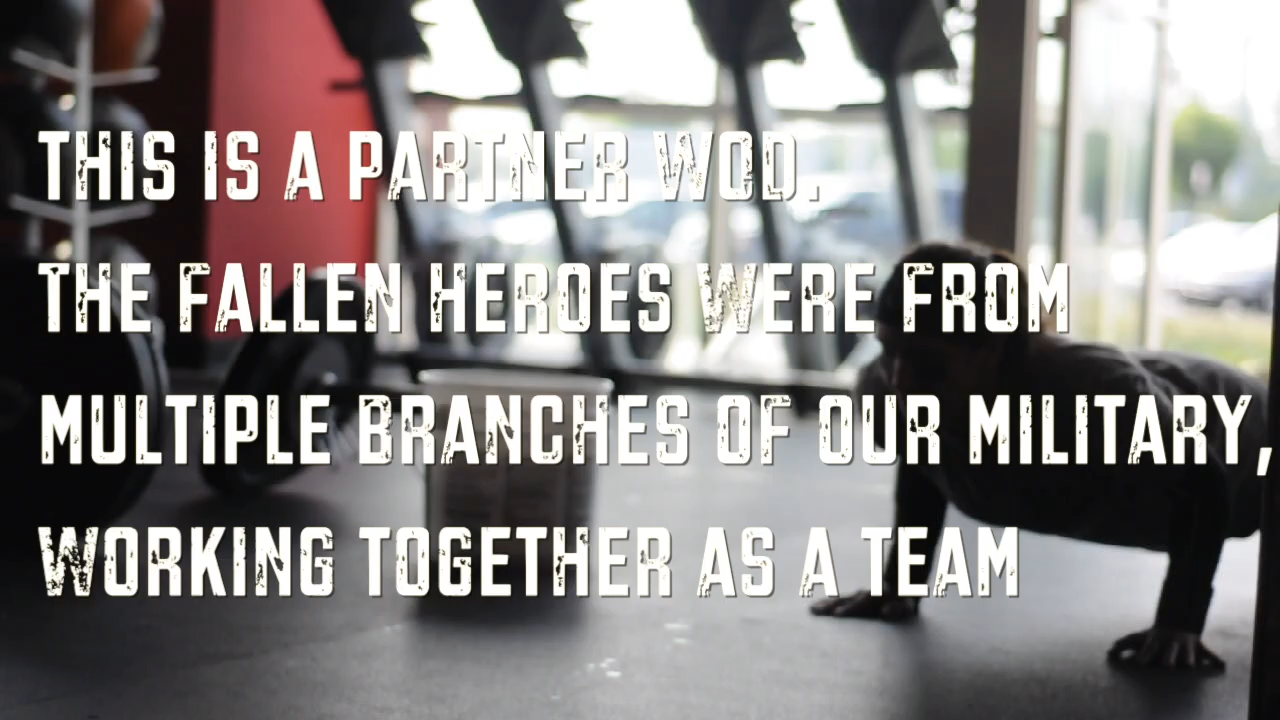 THIS IS A PARTNER WOD.
THE FALLEN HEROES WERE FROM
MULTIPLE BRANCHES OF OUR MILITARY,
WORKING TOGETHER AS A TEAM